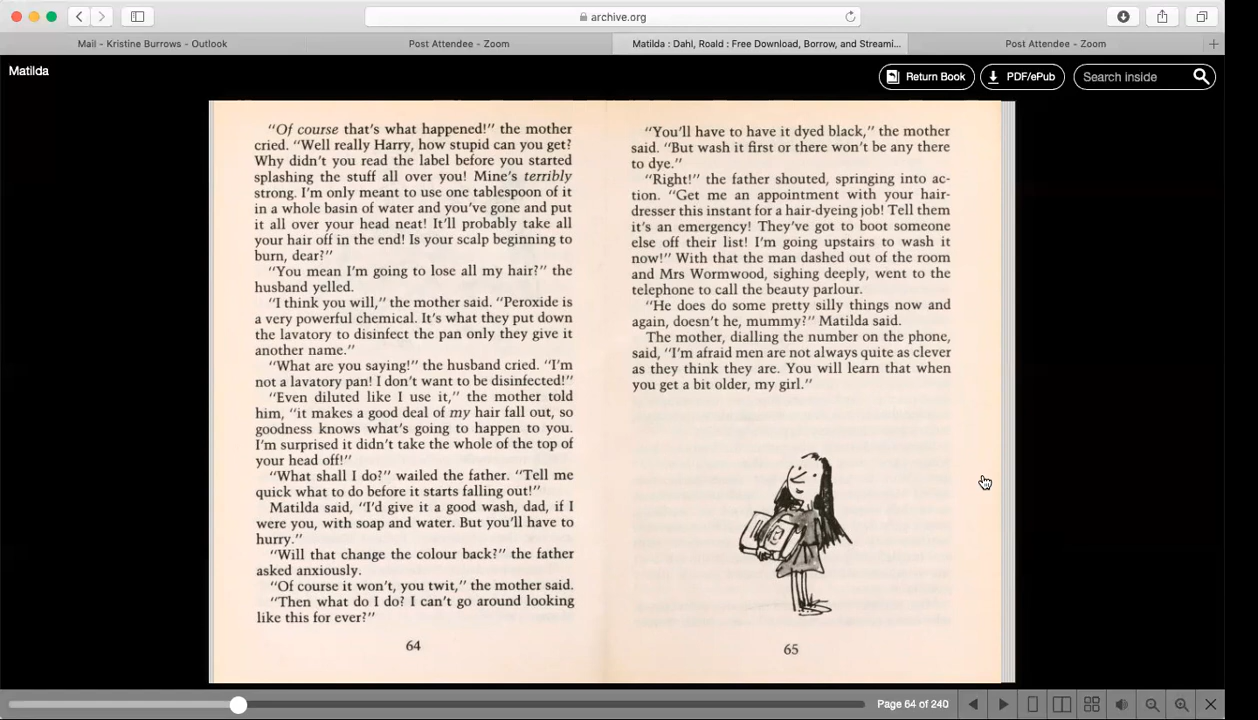 archive.org
Mail - Kristine Burrows - Outlook
Post Attendee - Zoom
Matilda : Dahl, Roald : Free Download, Borrow, and Streami...
Post Attendee - Zoom
Matilda
Return Book
PDF/ePub
Search inside
“Of course that’s what happened!” the mother
cried. “Well really Harry, how stupid can you get?
Why didn’t you read the label before you started
splashing the stuff all over you! Mine’s terribly
strong. I’m only meant to use one tablespoon of it
in a whole basin of water and you’ve gone and put
it all over your head neat! It’ll probably take all
your hair off in the end! Is your scalp beginning to
burn, dear?”
“You mean I’m going to lose all my hair?” the
husband yelled.
“I think you will,” the mother said. “Peroxide is
a very powerful chemical. It’s what they put down
the lavatory to disinfect the pan only they give it
another name.”
“What are you saying!” the husband cried. “I’m
not a lavatory pan! I don’t want to be disinfected!”
“Even diluted like I use it,” the mother told
him, “it makes a good deal of my hair fall out, so
goodness knows what’s going to happen to you.
I’m surprised it didn’t take the whole of the top of
your head off!”
“What shall I do?” wailed the father. “Tell me
quick what to do before it starts falling out!”
Matilda said, “I’d give it a good wash, dad, if I
were you, with soap and water. But you’ll have to
hurry.”
“Will that change the colour back?” the father
asked anxiously.
“Of course it won’t, you twit,” the mother said.
“Then what do I do? I can’t go around looking
like this for ever?”
64
“You’ll have to have it dyed black,” the mother
said. “But wash it first or there won’t be any there
to dye.”
“Right!” the father shouted, springing into ac-
tion. “Get me an appointment with your hair-
dresser this instant for a hair-dyeing job! Tell them
it’s an emergency! They’ve got to boot someone
else off their list! I’m going upstairs to wash it
now!” With that the man dashed out of the room
and Mrs Wormwood, sighing deeply, went to the
telephone to call the beauty parlour.
“He does do some pretty silly things now and
again, doesn’t he, mummy?” Matilda said.
The mother, dialling the number on the phone,
said, “I’m afraid men are not always quite as clever
as they think they are. You will learn that when
you get a bit older, my girl.”
65
Page 64 of 240